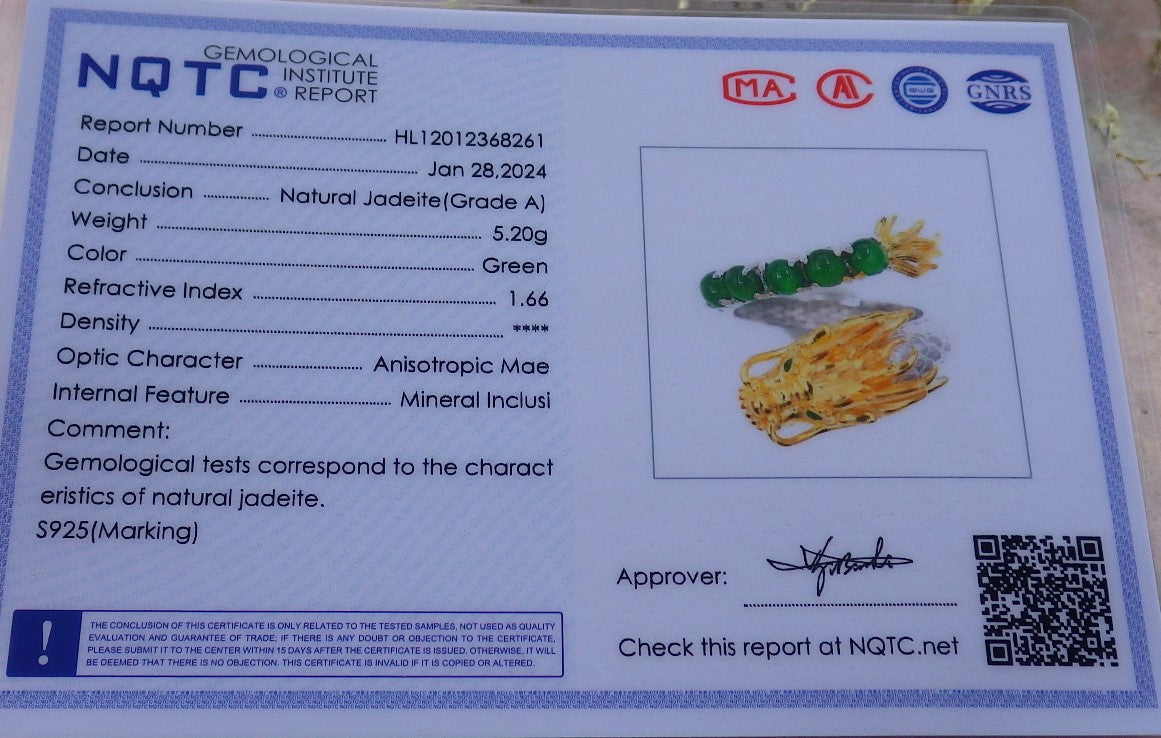 NQTC® GEMOLOGICAL INSTITUTE REPORT
MA AL GNRS
Report Number HL12012368261
Date Jan 28,2024
Conclusion Natural Jadeite(Grade A)
Weight 5.20g
Color Green
Refractive Index 1.66
Density ****
Optic Character Anisotropic Mae
Internal Feature Mineral Inclusi
Comment:
Gemological tests correspond to the charact
eristics of natural jadeite.
S925(Marking)
Approver:
Check this report at NQTC.net
! THE CONCLUSION OF THIS CERTIFICATE IS ONLY RELATED TO THE TESTED SAMPLES, NOT USED AS QUALITY
EVALUATION AND GUARANTEE OF TRADE; IF THERE IS ANY DOUBT OR OBJECTION TO THE CERTIFICATE,
PLEASE SUBMIT IT TO THE CENTER WITHIN 15 DAYS AFTER THE CERTIFICATE IS ISSUED. OTHERWISE, IT WILL
BE DEEMED THAT THERE IS NO OBJECTION. THIS CERTIFICATE IS INVALID IF IT IS COPIED OR ALTERED.